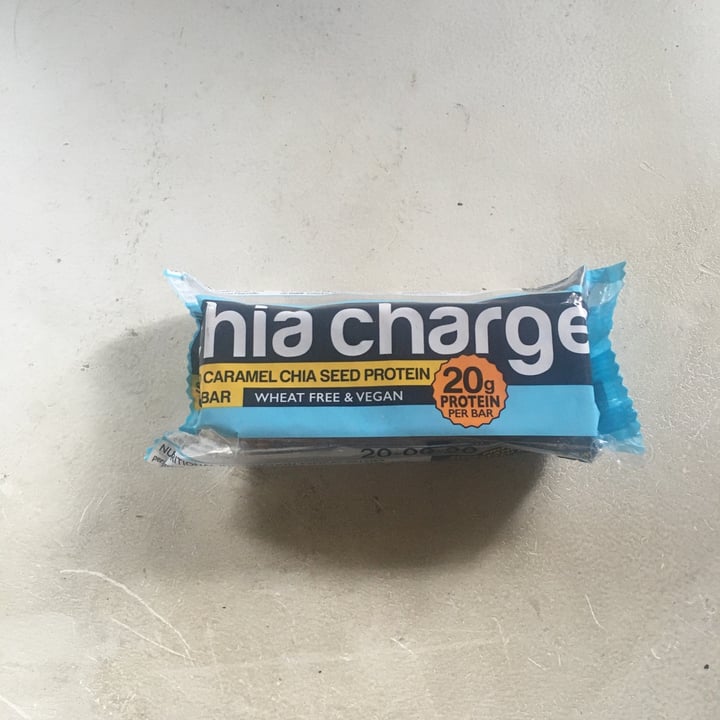 hia charge
CARAMEL CHIA SEED PROTEIN
BAR
WHEAT FREE & VEGAN
20g
PROTEIN
PER BAR